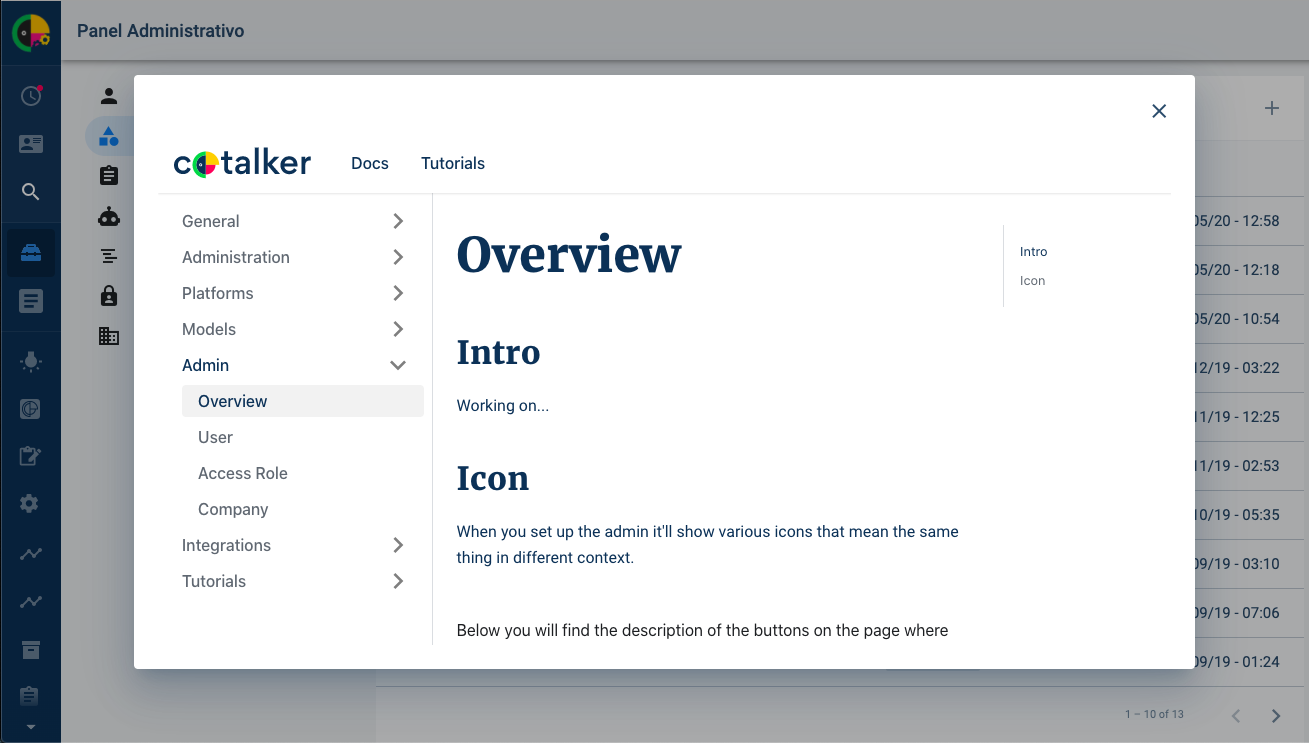 Panel Administrativo
cotalker
Docs
Tutorials
General
Administration
Platforms
Models
Admin
Overview
User
Access Role
Company
Integrations
Tutorials
Overview
Intro
Working on...
Icon
When you set up the admin it'll show various icons that mean the same
thing in different context.
Below you will find the description of the buttons on the page where
Intro
Icon
05/20 - 12:58
05/20 - 12:18
05/20 - 10:54
12/19 - 03:22
11/19 - 12:25
11/19 - 02:53
10/19 - 05:35
09/19 - 03:10
09/19 - 07:06
09/19 - 01:24
1 – 10 of 13